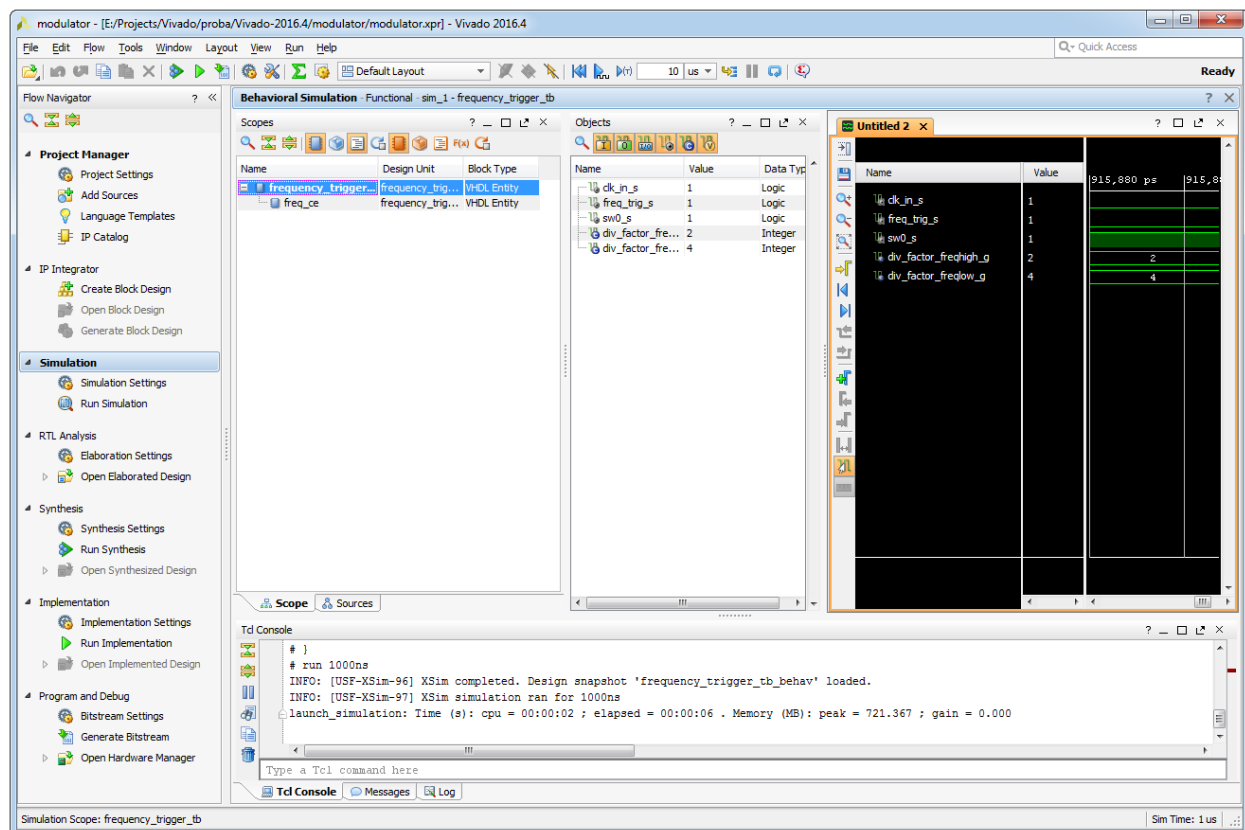 modulator - [E:/Projects/Vivado/proba/Vivado-2016.4/modulator/modulator.xpr] - Vivado 2016.4
File Edit Flow Tools Window Layout View Run Help
Quick Access
Default Layout
10 us
Ready
Flow Navigator
Project Manager
Project Settings
Add Sources
Language Templates
IP Catalog
IP Integrator
Create Block Design
Open Block Design
Generate Block Design
Simulation
Simulation Settings
Run Simulation
RTL Analysis
Elaboration Settings
Open Elaborated Design
Synthesis
Synthesis Settings
Run Synthesis
Open Synthesized Design
Implementation
Implementation Settings
Run Implementation
Open Implemented Design
Program and Debug
Bitstream Settings
Generate Bitstream
Open Hardware Manager
Behavioral Simulation - Functional - sim_1 - frequency_trigger_tb
Scopes
F(x)
Name Design Unit Block Type
frequency_trigger... frequency_trig... VHDL Entity
freq_ce frequency_trig... VHDL Entity
Scope Sources
Objects
Name Value Data Typ
clk_in_s 1 Logic
freq_trig_s 1 Logic
sw0_s 1 Logic
div_factor_fre... 2 Integer
div_factor_fre... 4 Integer
Untitled 2
Name Value
915,880 ps 915,8
clk_in_s 1
freq_trig_s 1
sw0_s 1
div_factor_freqhigh_g 2 2
div_factor_freqlow_g 4 4
Tcl Console
# }
# run 1000ns
INFO: [USF-XSim-96] XSim completed. Design snapshot 'frequency_trigger_tb_behav' loaded.
INFO: [USF-XSim-97] XSim simulation ran for 1000ns
launch_simulation: Time (s): cpu = 00:00:02 ; elapsed = 00:00:06 . Memory (MB): peak = 721.367 ; gain = 0.000
Type a Tcl command here
Tcl Console Messages Log
Simulation Scope: frequency_trigger_tb
Sim Time: 1 us